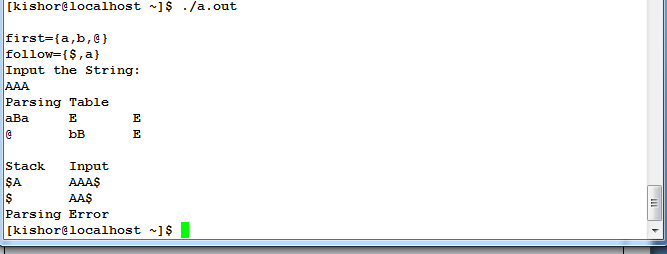 [kishor@localhost ~]$ ./a.out
first={a,b,@}
follow={$,a}
Input the String:
AAA
Parsing Table
aBa E E
@ bB E
Stack Input
$A AAA$
$ AA$
Parsing Error
[kishor@localhost ~]$